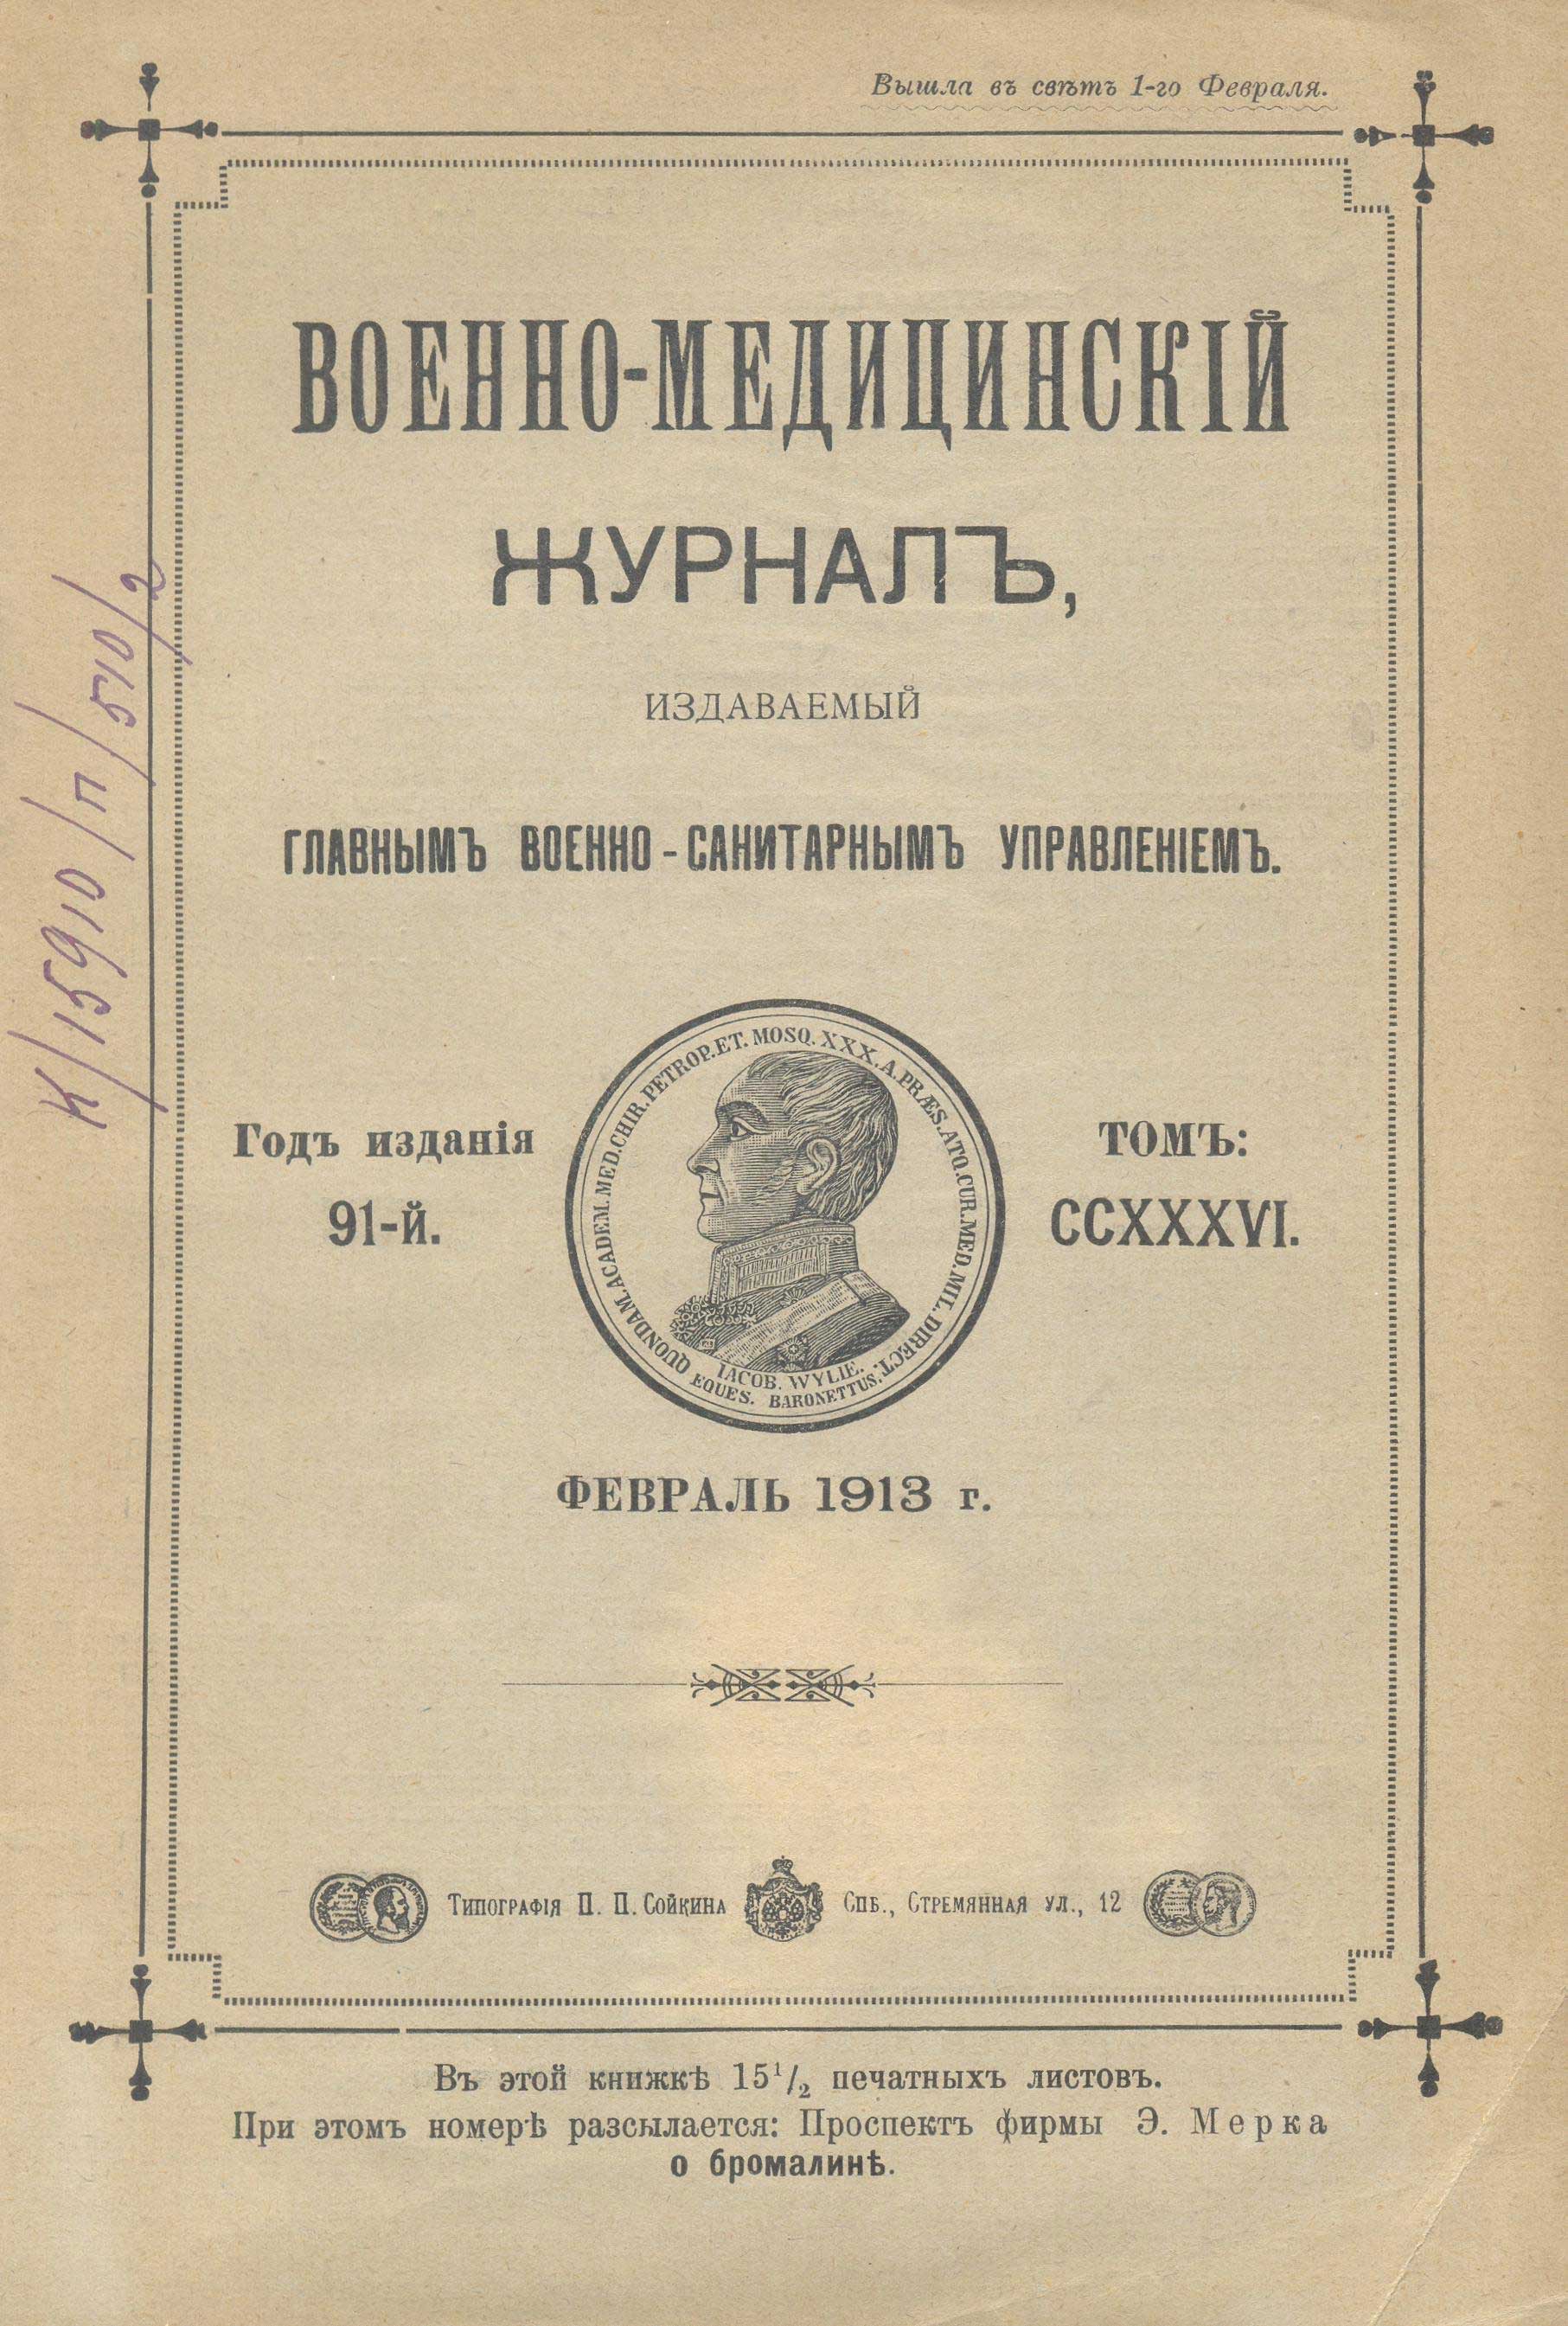 Вышла въ свѣтъ 1-го Февраля.
ВОЕННО-МЕДИЦИНСКІЙ
ЖУРНАЛЪ,
ИЗДАВАЕМЫЙ
ГЛАВНЫМЪ ВОЕННО-САНИТАРНЫМЪ УПРАВЛЕНІЕМЪ.
К/15910/П/510/2
QUONDAM. ACADEM. MED. CHIR. PETROP. ET. MOSQ. XXX. A. PRÆS. ATQ. CUR. MED. MIL. DIRECT.
IACOB. WYLIE.
EQUES. BARONETTUS.
Годъ изданія
91-й.
ТОМЪ:
CCXXXVI.
ФЕВРАЛЬ 1913 г.
Типографія П. П. Сойкина СПБ., Стремянная ул., 12
Въ этой книжкѣ 15¹/₂ печатныхъ листовъ.
При этомъ номерѣ разсылается: Проспектъ фирмы Э. Мерка
о бромалинѣ.